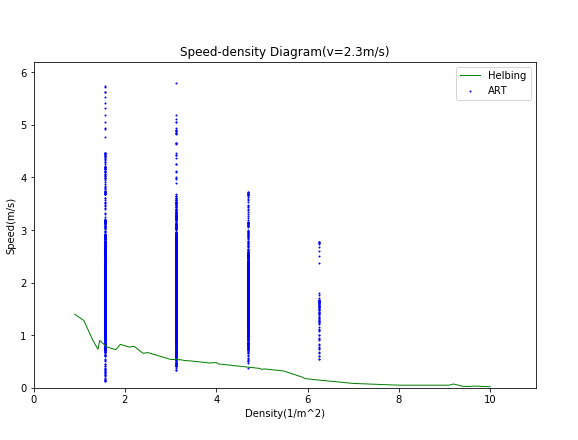 Speed-density Diagram(v=2.3m/s)
Helbing
ART
Speed(m/s)
6
5
4
3
2
1
0
0 2 4 6 8 10
Density(1/m^2)